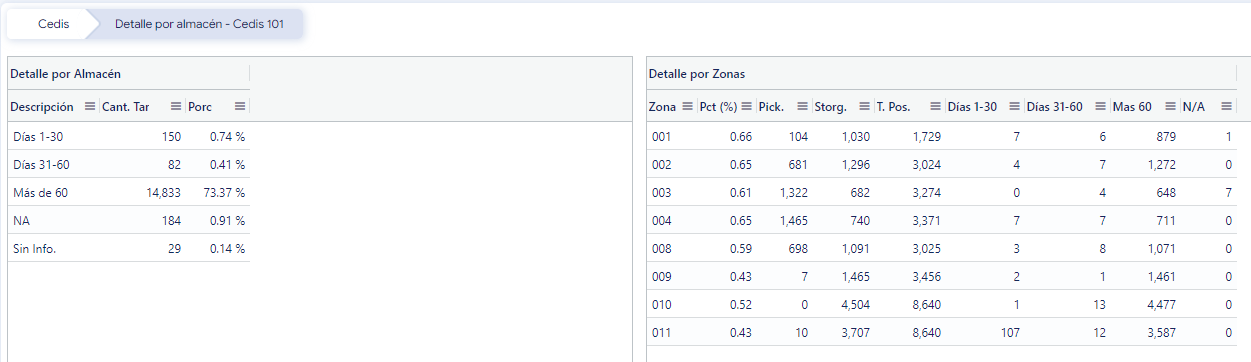 Cedis
Detalle por almacén - Cedis 101
Detalle por Almacén
Descripción Cant. Tar Porc
Días 1-30 150 0.74 %
Días 31-60 82 0.41 %
Más de 60 14,833 73.37 %
NA 184 0.91 %
Sin Info. 29 0.14 %
Detalle por Zonas
Zona Pct (%) Pick. Storg. T. Pos. Días 1-30 Días 31-60 Mas 60 N/A
001 0.66 104 1,030 1,729 7 6 879 1
002 0.65 681 1,296 3,024 4 7 1,272 0
003 0.61 1,322 682 3,274 0 4 648 7
004 0.65 1,465 740 3,371 7 7 711 0
008 0.59 698 1,091 3,025 3 8 1,071 0
009 0.43 7 1,465 3,456 2 1 1,461 0
010 0.52 0 4,504 8,640 1 13 4,477 0
011 0.43 10 3,707 8,640 107 12 3,587 0